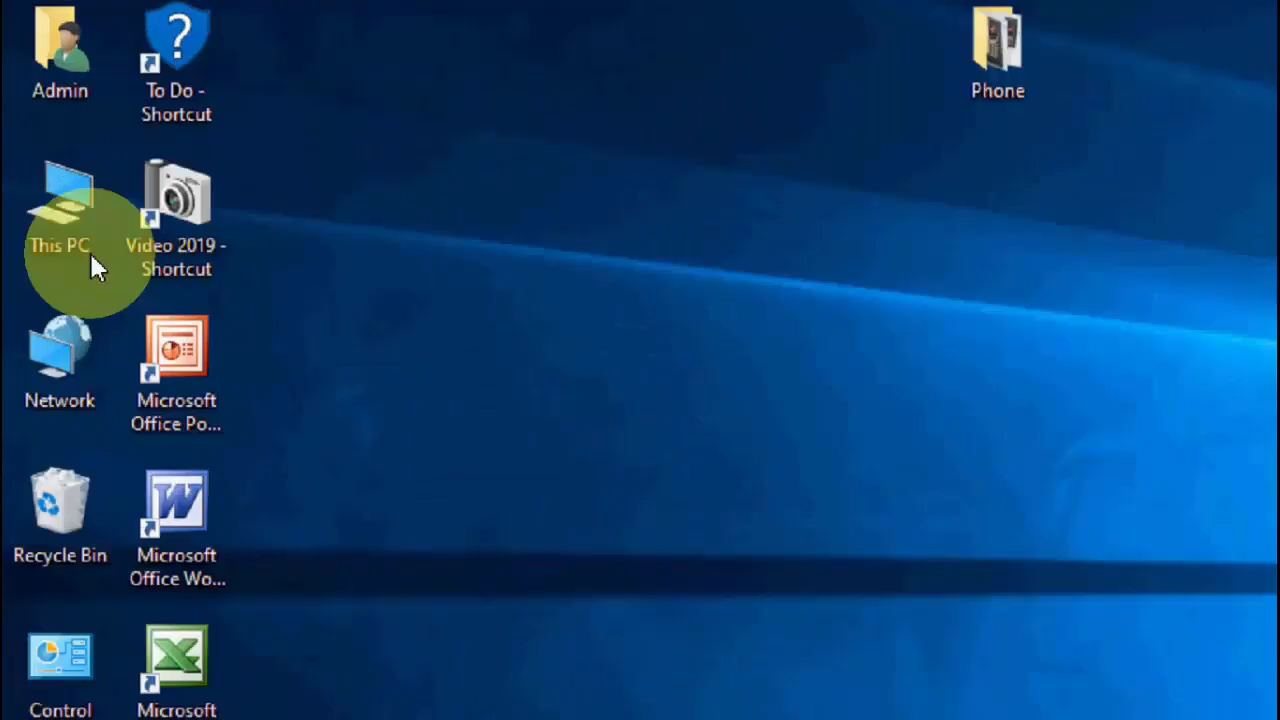 Admin
To Do -
Shortcut
Phone
This PC
Video 2019 -
Shortcut
Network
Microsoft
Office Po...
Recycle Bin
Microsoft
Office Wo...
Control
Microsoft